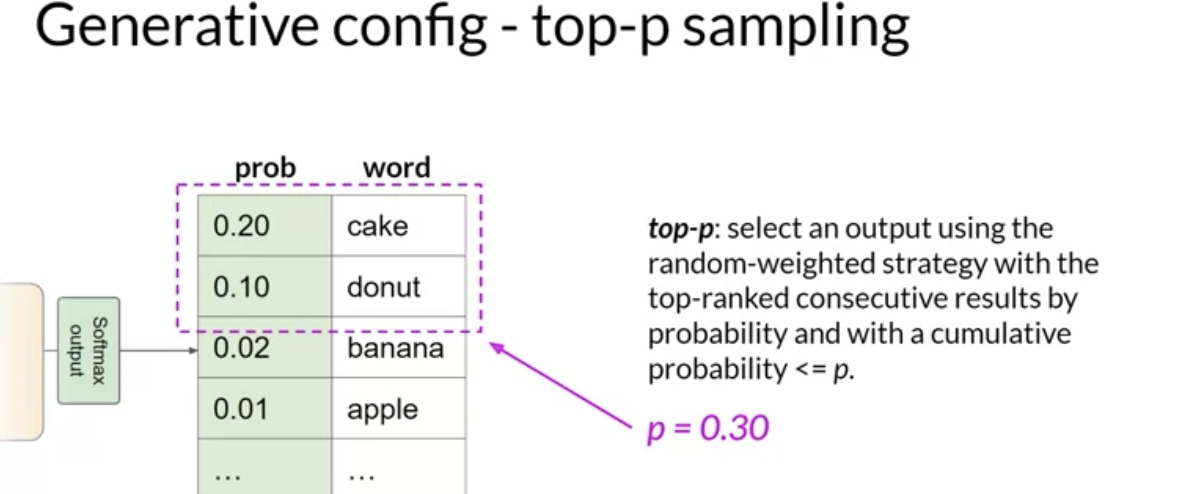 Generative config - top-p sampling
prob word
0.20 cake
0.10 donut
0.02 banana
0.01 apple
... ...
Softmax
output
top-p: select an output using the
random-weighted strategy with the
top-ranked consecutive results by
probability and with a cumulative
probability <= p.
p = 0.30